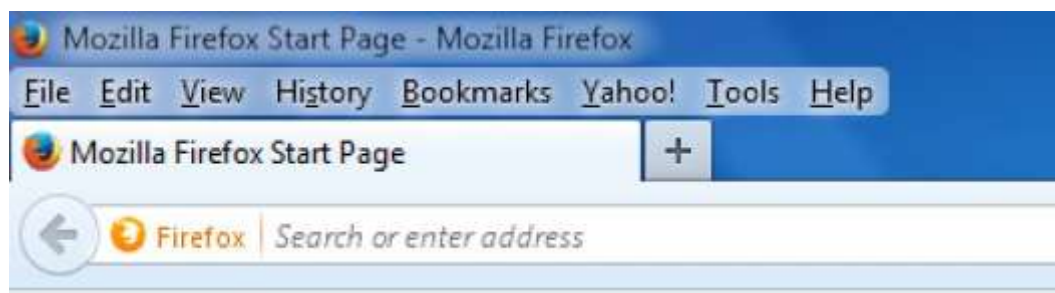 Mozilla Firefox Start Page - Mozilla Firefox
File Edit View History Bookmarks Yahoo! Tools Help
Mozilla Firefox Start Page +
Firefox Search or enter address